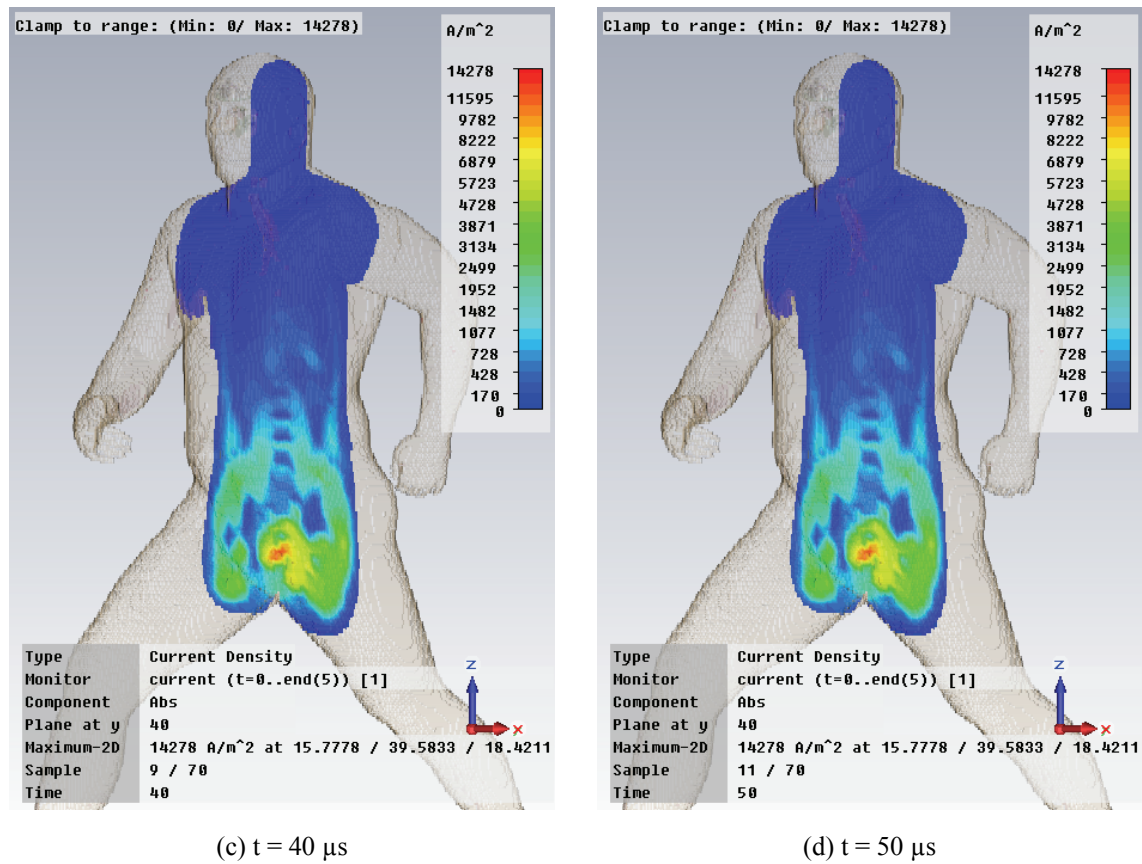 Clamp to range: (Min: 0/ Max: 14278)
A/m^2
14278
11595
9782
8222
6879
5723
4728
3871
3134
2499
1952
1482
1077
728
428
170
0
Type Current Density
Monitor current (t=0..end(5)) [1]
Component Abs
Plane at y 40
Maximum-2D 14278 A/m^2 at 15.7778 / 39.5833 / 18.4211
Sample 9 / 70
Time 40
z
x
(c) t = 40 µs
Clamp to range: (Min: 0/ Max: 14278)
A/m^2
14278
11595
9782
8222
6879
5723
4728
3871
3134
2499
1952
1482
1077
728
428
170
0
Type Current Density
Monitor current (t=0..end(5)) [1]
Component Abs
Plane at y 40
Maximum-2D 14278 A/m^2 at 15.7778 / 39.5833 / 18.4211
Sample 11 / 70
Time 50
z
x
(d) t = 50 µs